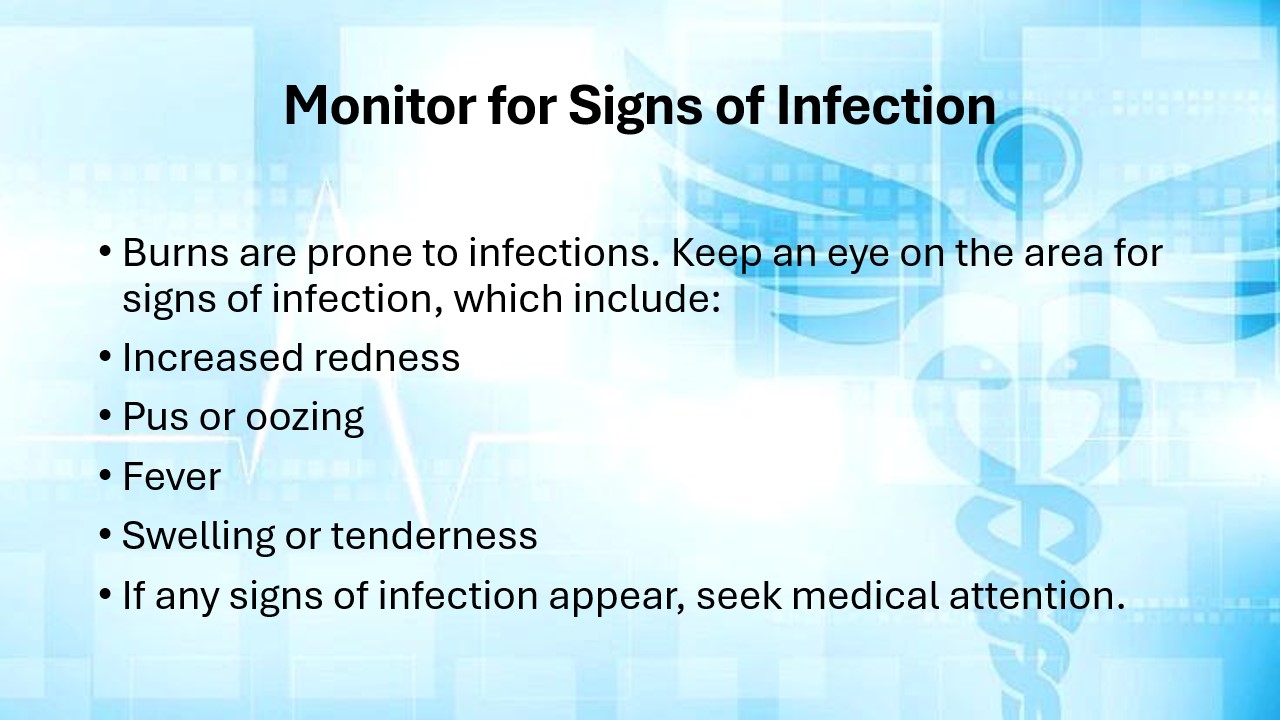 Monitor for Signs of Infection
• Burns are prone to infections. Keep an eye on the area for
signs of infection, which include:
• Increased redness
• Pus or oozing
• Fever
• Swelling or tenderness
• If any signs of infection appear, seek medical attention.